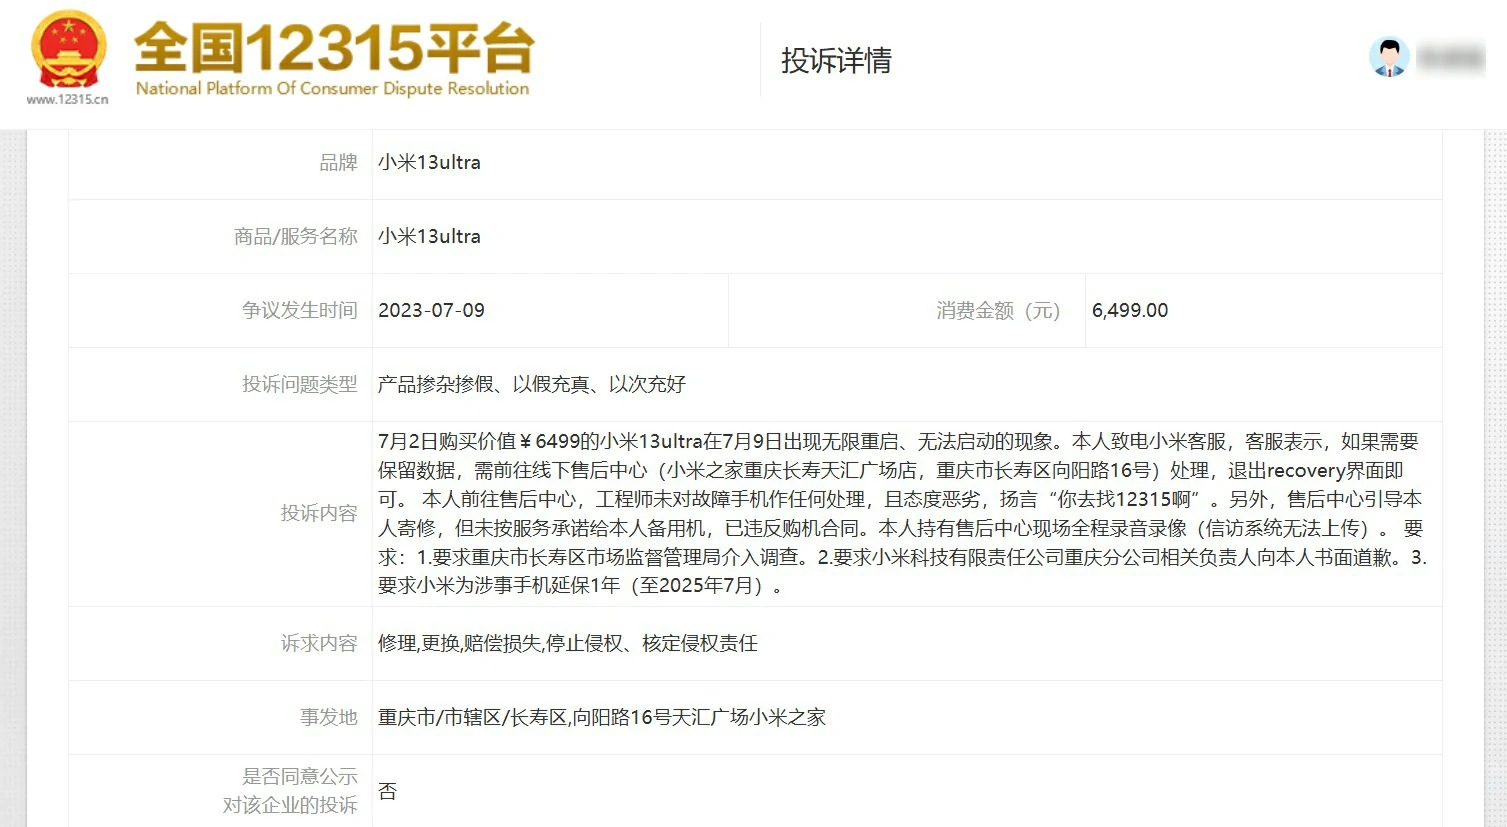 全国12315平台
National Platform Of Consumer Dispute Resolution
www.12315.cn
投诉详情
品牌 小米13ultra
商品/服务名称 小米13ultra
争议发生时间 2023-07-09 消费金额（元） 6,499.00
投诉问题类型 产品掺杂掺假、以假充真、以次充好
投诉内容
7月2日购买价值￥6499的小米13ultra在7月9日出现无限重启、无法启动的现象。本人致电小米客服，客服表示，如果需要
保留数据，需前往线下售后中心（小米之家重庆长寿天汇广场店，重庆市长寿区向阳路16号）处理，退出recovery界面即
可。 本人前往售后中心，工程师未对故障手机作任何处理，且态度恶劣，扬言“你去找12315啊”。另外，售后中心引导本
人寄修，但未按服务承诺给本人备用机，已违反购机合同。本人持有售后中心现场全程录音录像（信访系统无法上传）。 要
求：1.要求重庆市长寿区市场监督管理局介入调查。2.要求小米科技有限责任公司重庆分公司相关负责人向本人书面道歉。3.
要求小米为涉事手机延保1年（至2025年7月）。
诉求内容 修理,更换,赔偿损失,停止侵权、核定侵权责任
事发地 重庆市/市辖区/长寿区,向阳路16号天汇广场小米之家
是否同意公示
对该企业的投诉
否